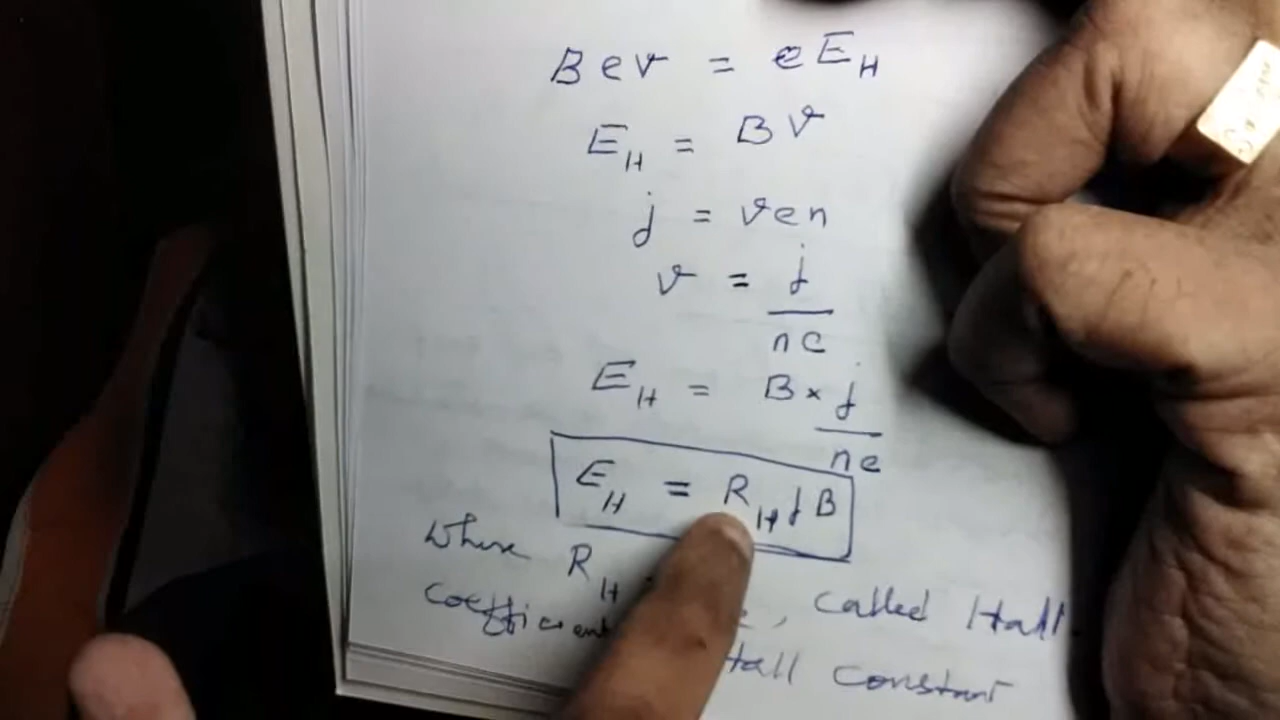 Bev = eE_H
E_H = Bv
j = ven
v = j/ne
E_H = B × j/ne
E_H = R_H j B
where R_H , called Hall
coefficient Hall constant